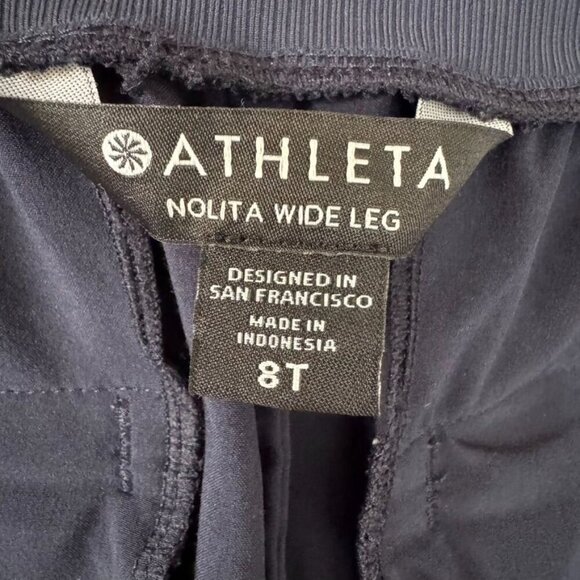 ATHLETA
NOLITA WIDE LEG
DESIGNED IN
SAN FRANCISCO
MADE IN
INDONESIA
8T